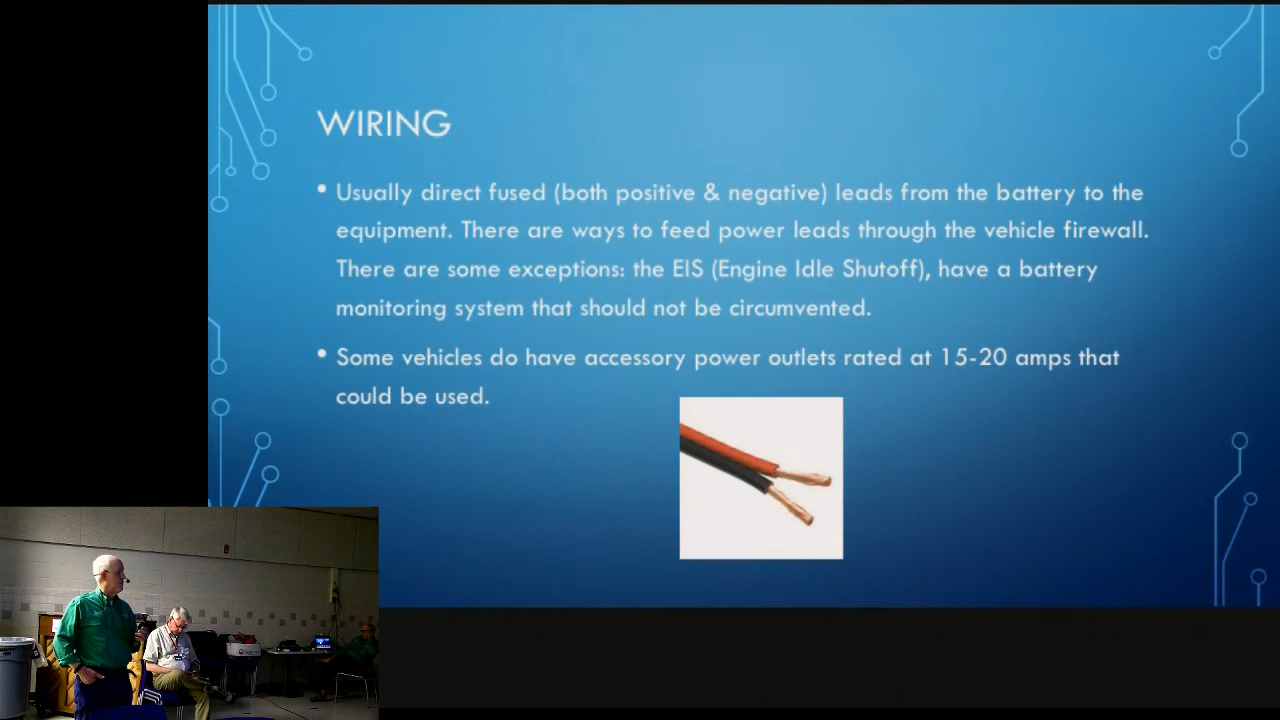 WIRING
• Usually direct fused (both positive & negative) leads from the battery to the
equipment. There are ways to feed power leads through the vehicle firewall.
There are some exceptions: the EIS (Engine Idle Shutoff), have a battery
monitoring system that should not be circumvented.
• Some vehicles do have accessory power outlets rated at 15-20 amps that
could be used.